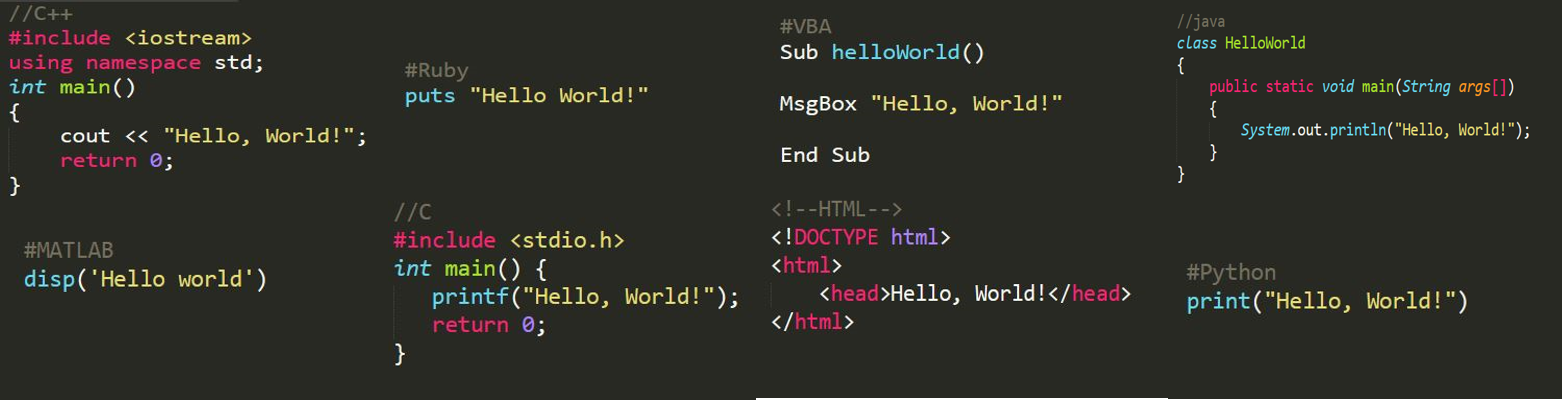 //C++
#include <iostream>
using namespace std;
int main()
{
    cout << "Hello, World!";
    return 0;
}
#Ruby
puts "Hello World!"
#VBA
Sub helloWorld()
MsgBox "Hello, World!"
End Sub
//java
class HelloWorld
{
    public static void main(String args[])
    {
        System.out.println("Hello, World!");
    }
}
#MATLAB
disp('Hello world')
//C
#include <stdio.h>
int main() {
    printf("Hello, World!");
    return 0;
}
<!--HTML-->
<!DOCTYPE html>
<html>
    <head>Hello, World!</head>
</html>
#Python
print("Hello, World!")